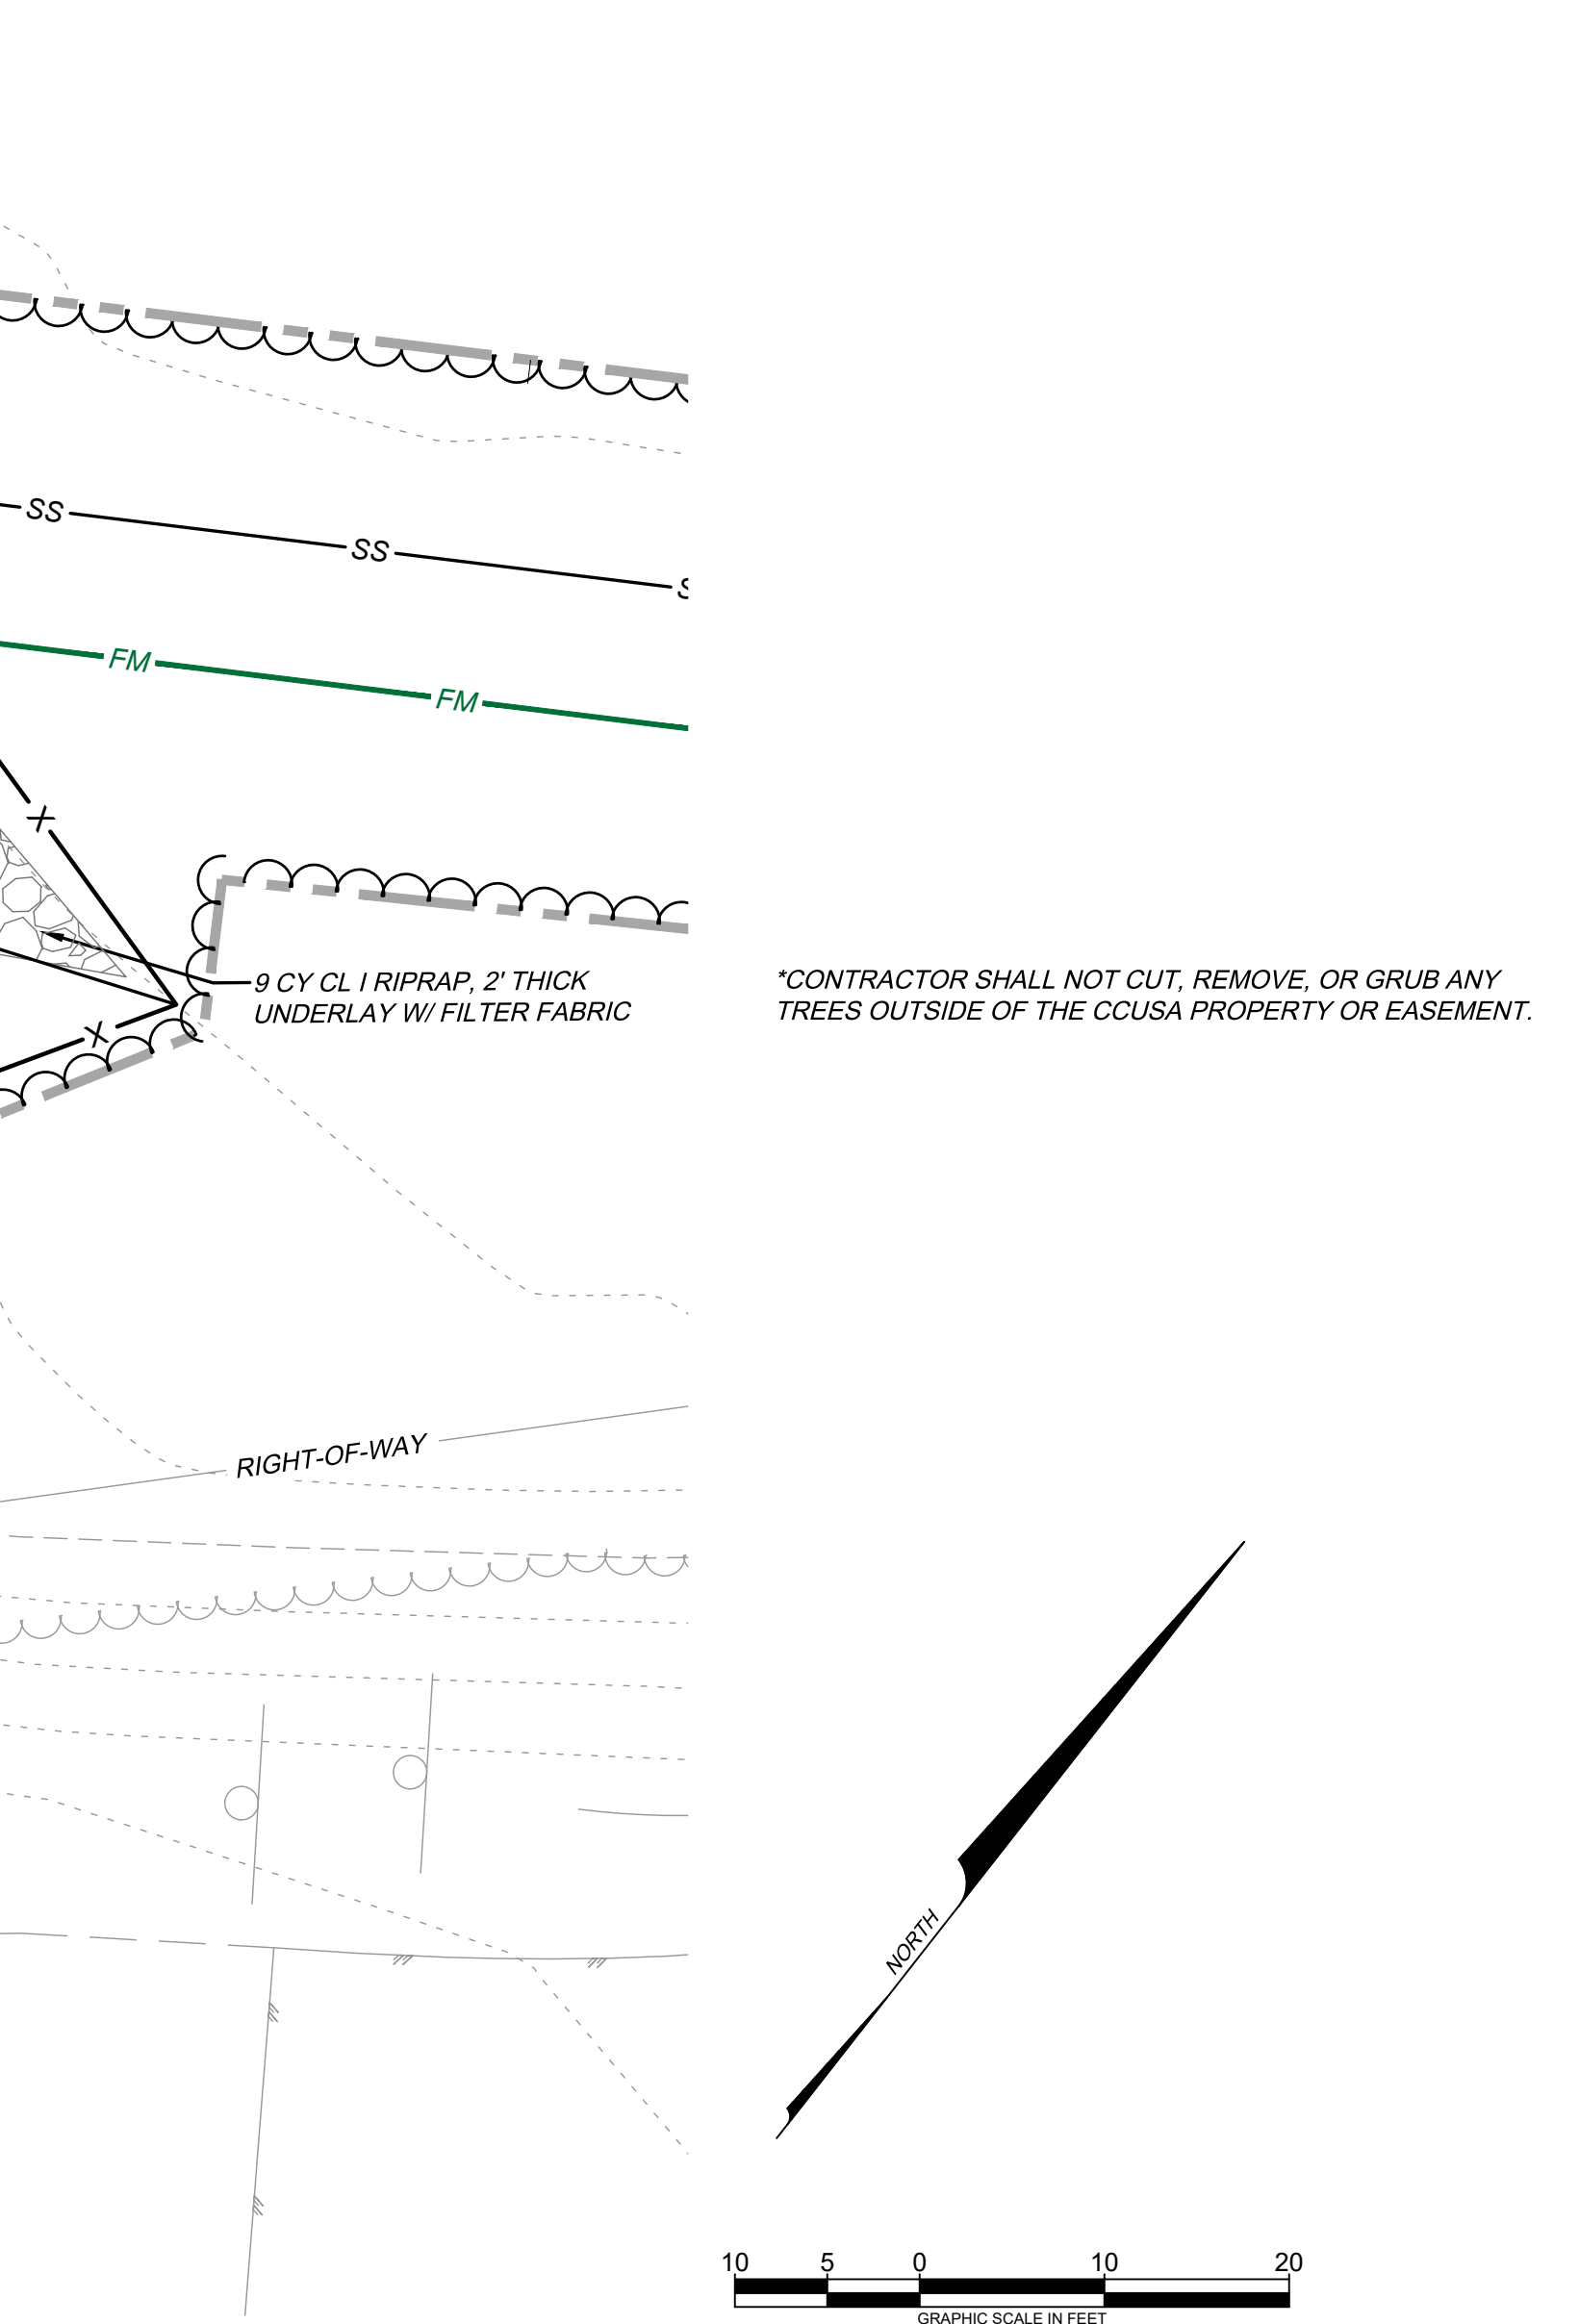 SS
SS
S
FM
FM
X
9 CY CL I RIPRAP, 2' THICK
UNDERLAY W/ FILTER FABRIC
*CONTRACTOR SHALL NOT CUT, REMOVE, OR GRUB ANY
TREES OUTSIDE OF THE CCUSA PROPERTY OR EASEMENT.
X
RIGHT-OF-WAY
NORTH
10 5 0 10 20
GRAPHIC SCALE IN FEET